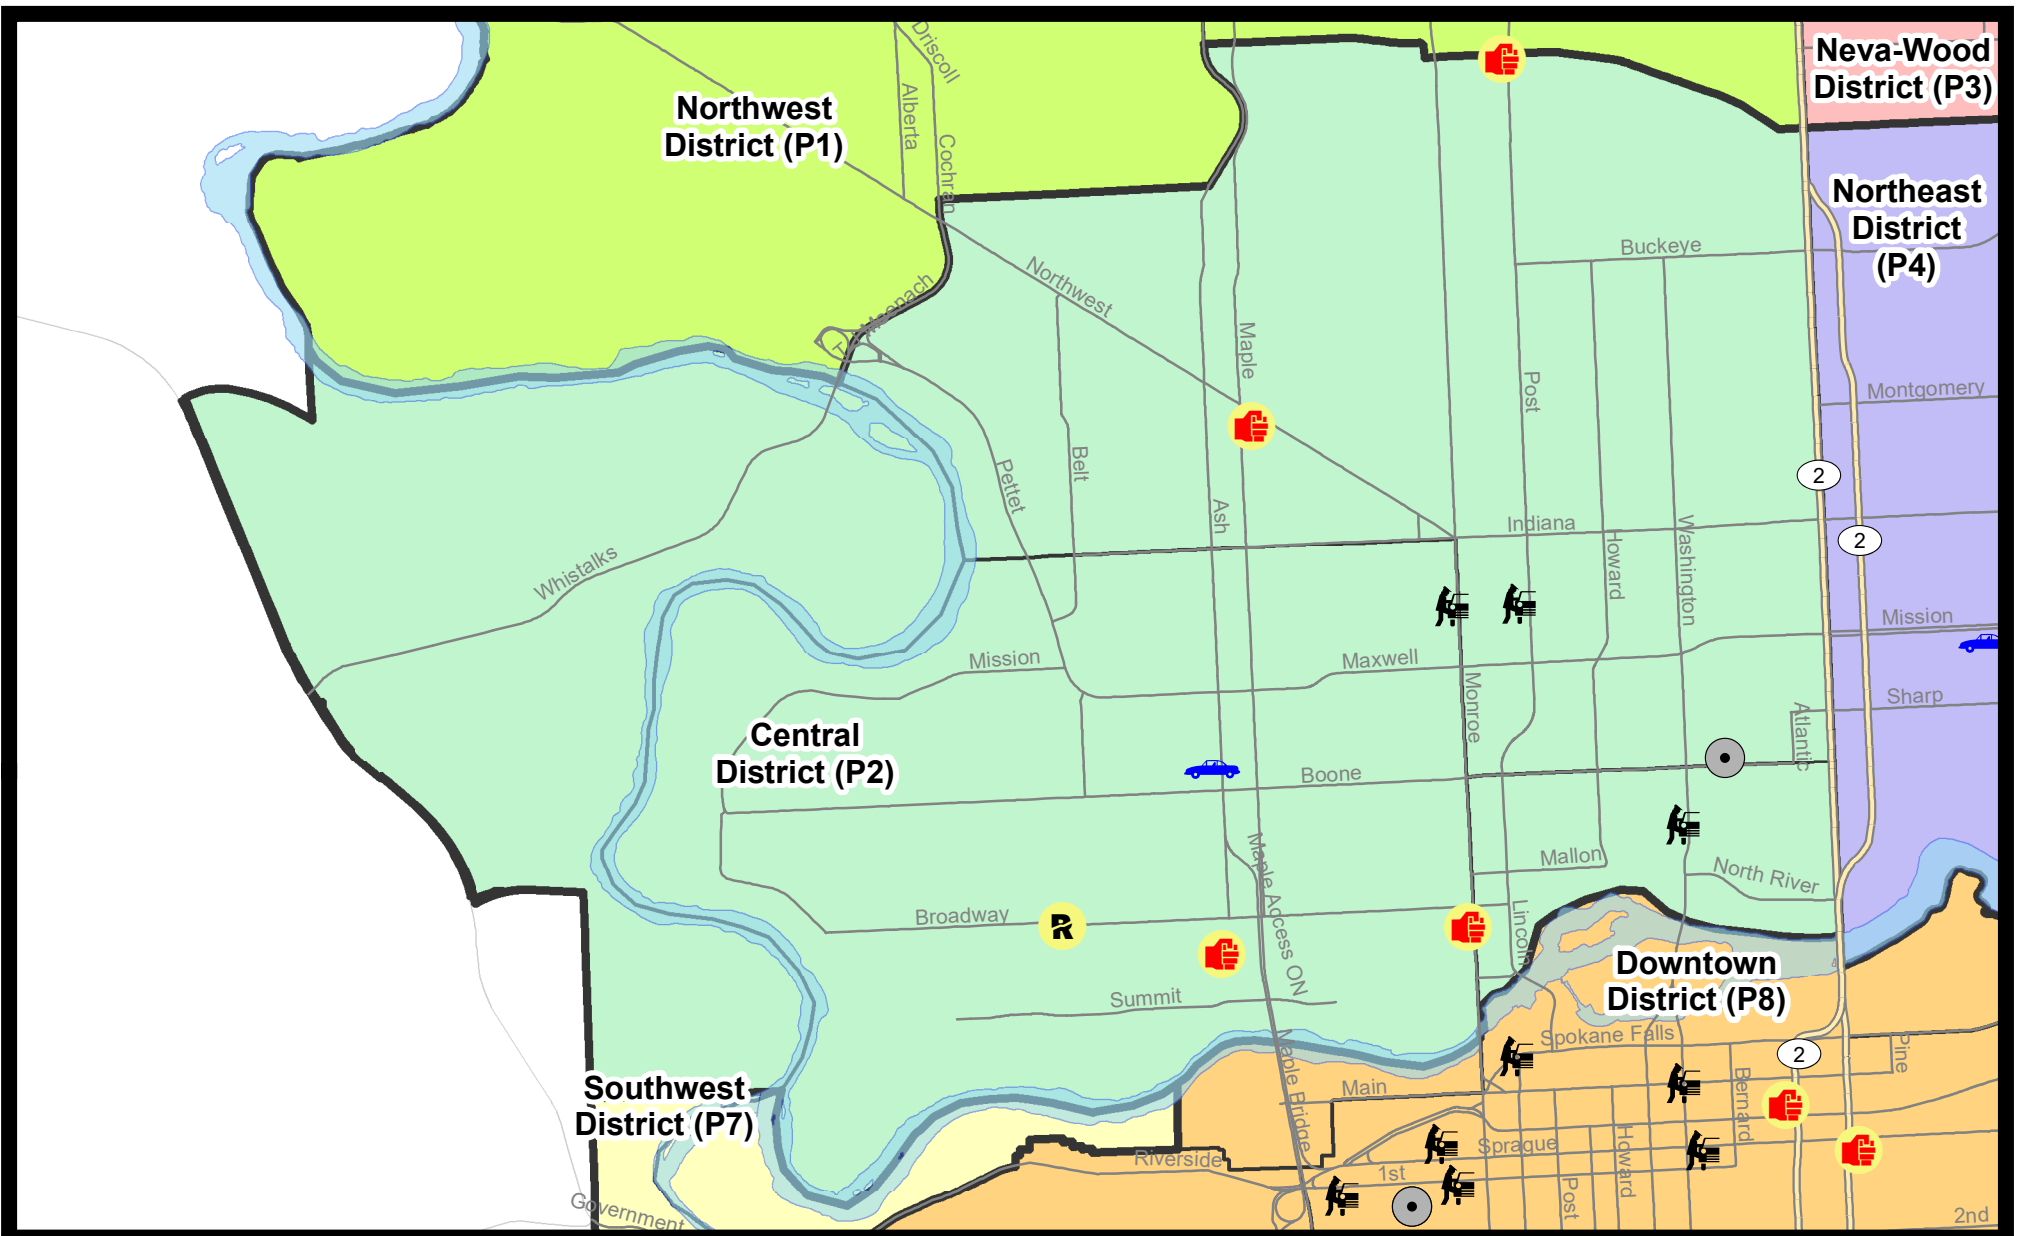 Driscoll
Neva-Wood
District (P3)
Northwest
District (P1)
Alberta
Cochran
Northeast
District
(P4)
Buckeye
Northwest
Maple
Post
Montgomery
Belt
Pettet
2
Ash
Indiana
Washington
Howard
2
Whistalks
Mission
Mission
Maxwell
Monroe
Sharp
Atlantic
Central
District (P2)
Boone
Mallon
North River
Maple Access ON
Broadway
Lincoln
Downtown
District (P8)
Summit
Spokane Falls
2
Pine
Southwest
District (P7)
Main
Maple Bridge
Bernard
Sprague
Howard
Riverside
1st
Post
Government
2nd
R